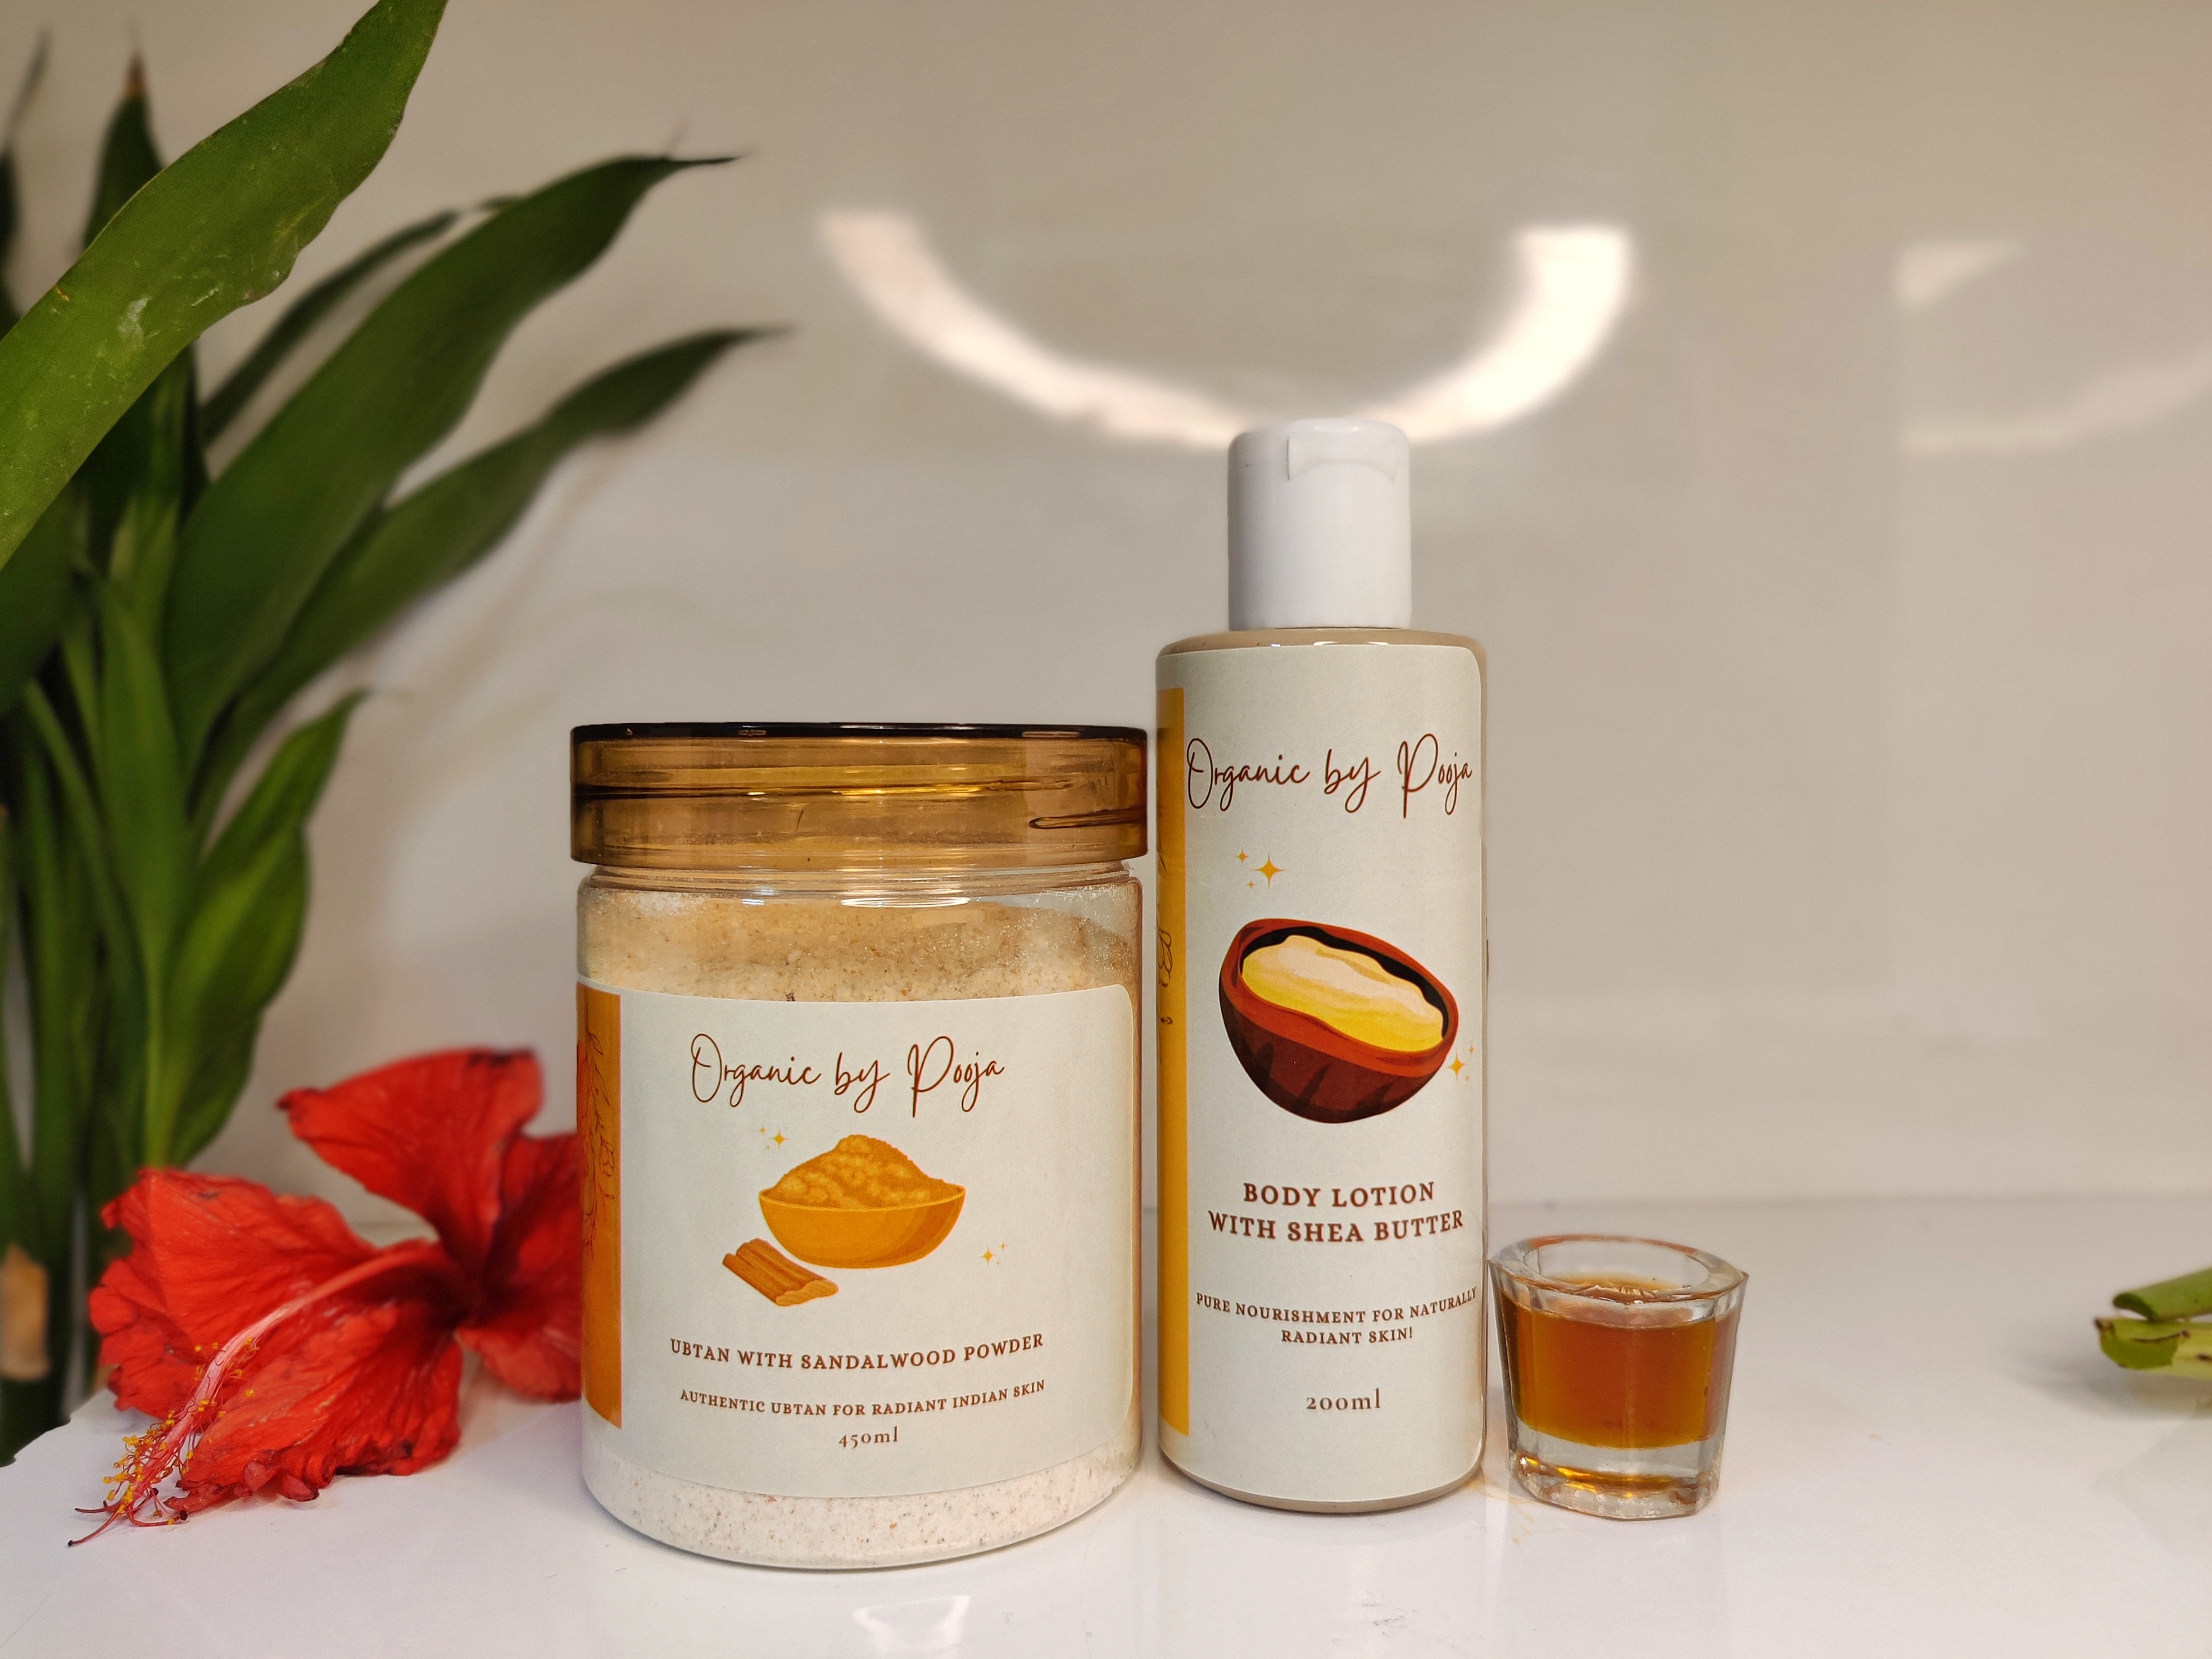 Organic by Pooja
UBTAN WITH SANDALWOOD POWDER
AUTHENTIC UBTAN FOR RADIANT INDIAN SKIN
450ml
Organic by Pooja
BODY LOTION
WITH SHEA BUTTER
PURE NOURISHMENT FOR NATURALLY
RADIANT SKIN!
200ml